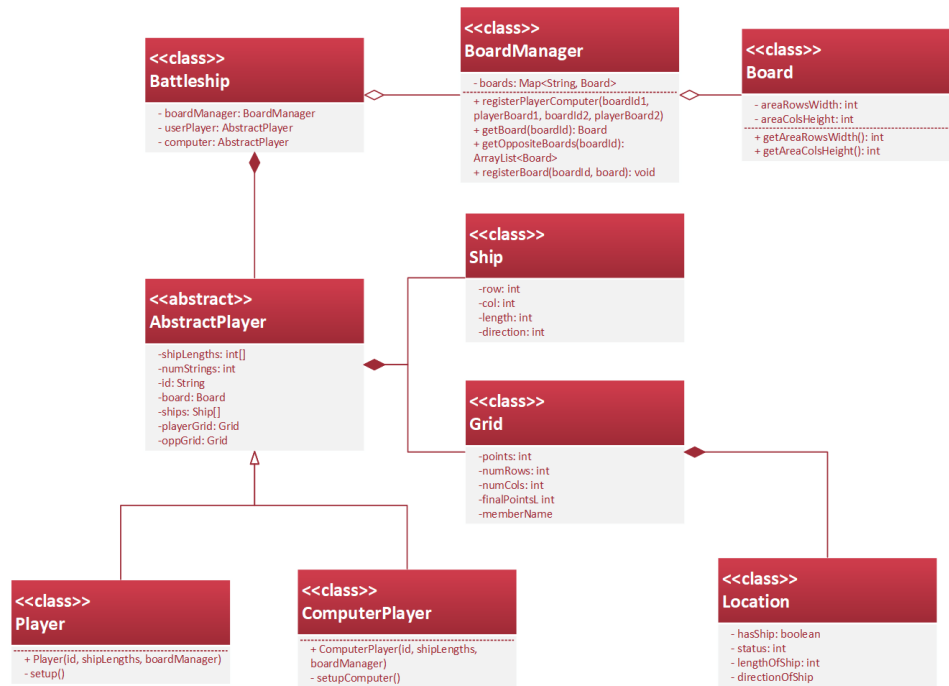 <<class>>
Battleship
- boardManager: BoardManager
- userPlayer: AbstractPlayer
- computer: AbstractPlayer
<<class>>
BoardManager
- boards: Map<String, Board>
+ registerPlayerComputer(boardId1,
playerBoard1, boardId2, playerBoard2)
+ getBoard(boardId): Board
+ getOppositeBoards(boardId):
ArrayList<Board>
+ registerBoard(boardId, board): void
<<class>>
Board
- areaRowsWidth: int
- areaColsHeight: int
+ getAreaRowsWidth(): int
+ getAreaColsHeight(): int
<<class>>
Ship
-row: int
-col: int
-length: int
-direction: int
<<abstract>>
AbstractPlayer
-shipLengths: int[]
-numStrings: int
-id: String
-board: Board
-ships: Ship[]
-playerGrid: Grid
-oppGrid: Grid
<<class>>
Grid
-points: int
-numRows: int
-numCols: int
-finalPointsL int
-memberName
<<class>>
Player
+ Player(id, shipLengths, boardManager)
- setup()
<<class>>
ComputerPlayer
+ ComputerPlayer(id, shipLengths,
boardManager)
- setupComputer()
<<class>>
Location
- hasShip: boolean
- status: int
- lengthOfShip: int
- directionOfShip